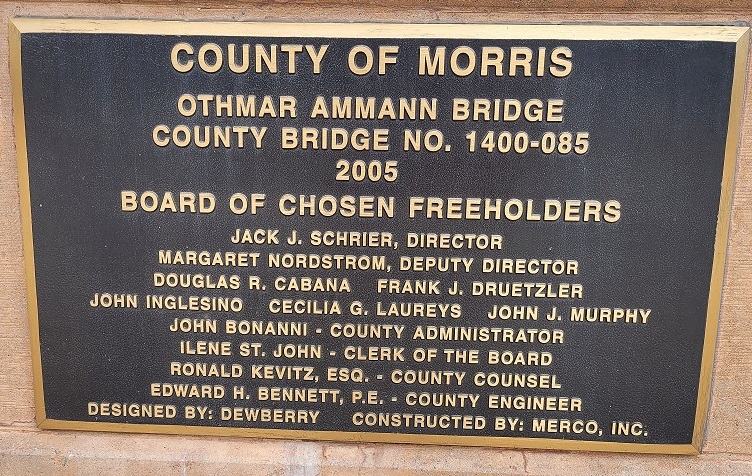 COUNTY OF MORRIS
OTHMAR AMMANN BRIDGE
COUNTY BRIDGE NO. 1400-085
2005
BOARD OF CHOSEN FREEHOLDERS
JACK J. SCHRIER, DIRECTOR
MARGARET NORDSTROM, DEPUTY DIRECTOR
DOUGLAS R. CABANA FRANK J. DRUETZLER
JOHN INGLESINO CECILIA G. LAUREYS JOHN J. MURPHY
JOHN BONANNI - COUNTY ADMINISTRATOR
ILENE ST. JOHN - CLERK OF THE BOARD
RONALD KEVITZ, ESQ. - COUNTY COUNSEL
EDWARD H. BENNETT, P.E. - COUNTY ENGINEER
DESIGNED BY: DEWBERRY CONSTRUCTED BY: MERCO, INC.